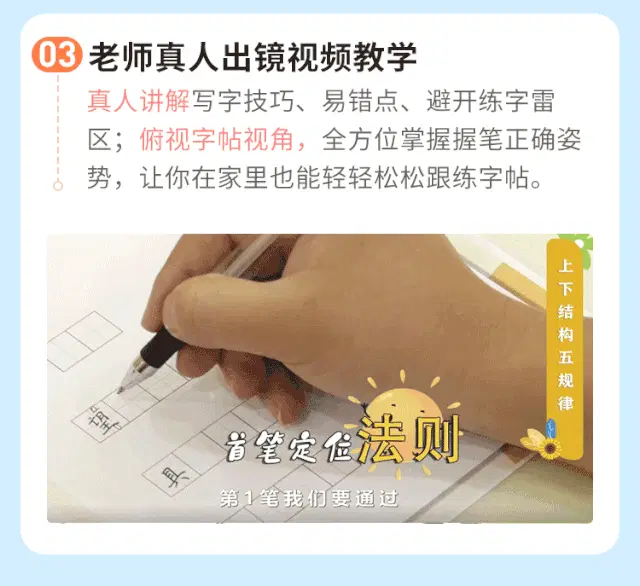 03 老师真人出镜视频教学
真人讲解写字技巧、易错点、避开练字雷
区；俯视字帖视角，全方位掌握握笔正确姿
势，让你在家里也能轻轻松松跟练字帖。
上下结构五规律
望
具
首笔定位法则
第1笔我们要通过